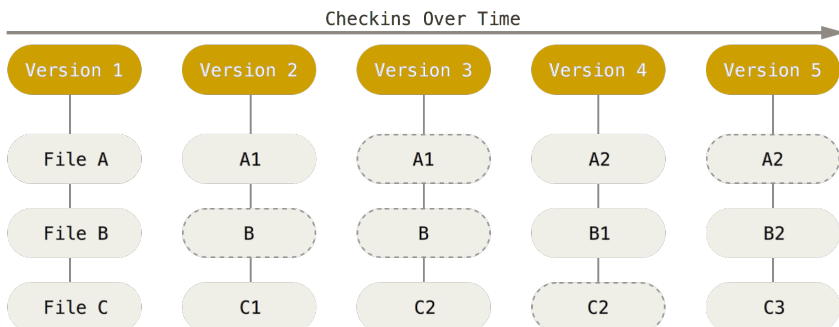 Checkins Over Time
Version 1 Version 2 Version 3 Version 4 Version 5
File A A1 A1 A2 A2
File B B B B1 B2
File C C1 C2 C2 C3